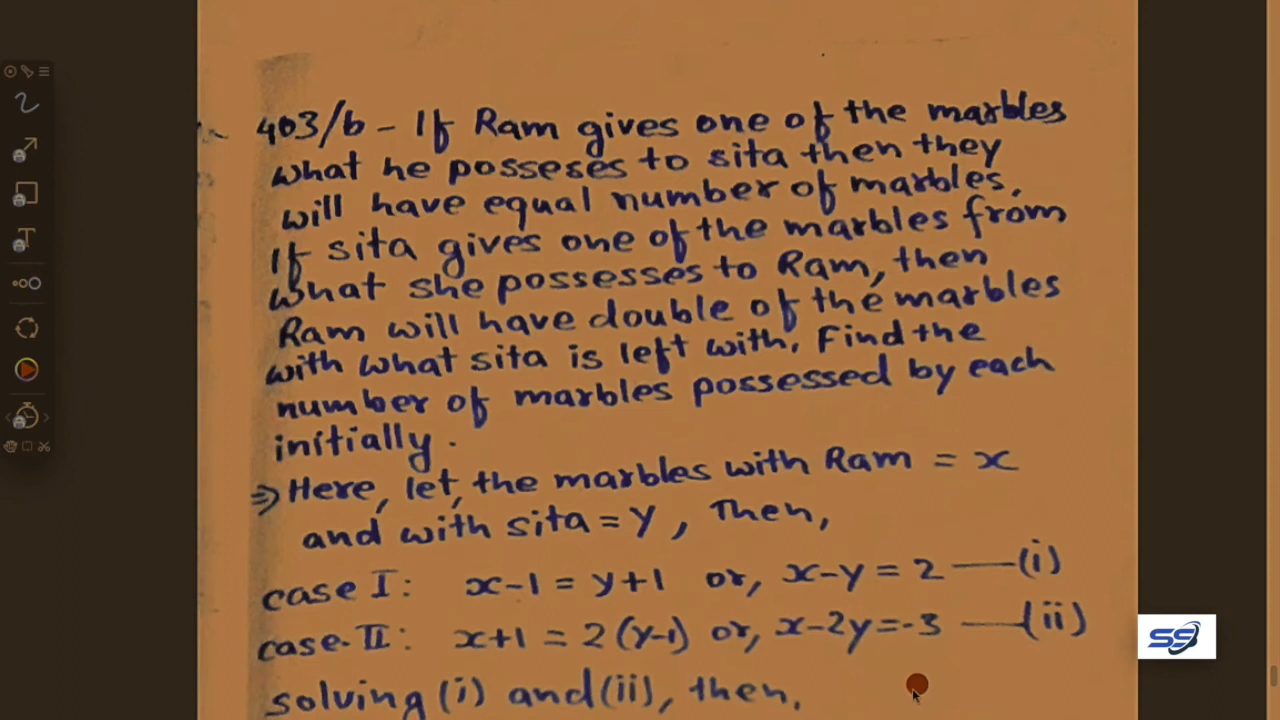 403/b - If Ram gives one of the marbles
what he posseses to sita then they
will have equal number of marbles.
If sita gives one of the marbles from
what she possesses to Ram, then
Ram will have double of the marbles
with what sita is left with. Find the
number of marbles possessed by each
initially.
⇒ Here, let, the marbles with Ram = x
and with sita = y, Then,
case I: x-1 = y+1 or, x-y = 2 —(i)
case-II: x+1 = 2(y-1) or, x-2y=-3 —(ii)
solving (i) and (ii), then,
SS